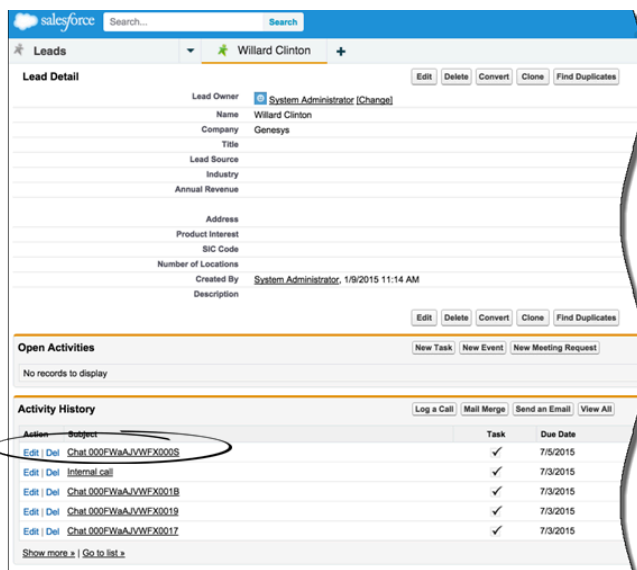 salesforce Search... Search
Leads Willard Clinton +
Lead Detail Edit Delete Convert Clone Find Duplicates
Lead Owner System Administrator [Change]
Name Willard Clinton
Company Genesys
Title
Lead Source
Industry
Annual Revenue
Address
Product Interest
SIC Code
Number of Locations
Created By System Administrator, 1/9/2015 11:14 AM
Description
Edit Delete Convert Clone Find Duplicates
Open Activities New Task New Event New Meeting Request
No records to display
Activity History Log a Call Mail Merge Send an Email View All
Action Subject Task Due Date
Edit | Del Chat 000FWaAJVWFX000S ✓ 7/5/2015
Edit | Del Internal call ✓ 7/3/2015
Edit | Del Chat 000FWaAJVWFX001B ✓ 7/3/2015
Edit | Del Chat 000FWaAJVWFX0019 ✓ 7/3/2015
Edit | Del Chat 000FWaAJVWFX0017 ✓ 7/3/2015
Show more » | Go to list »